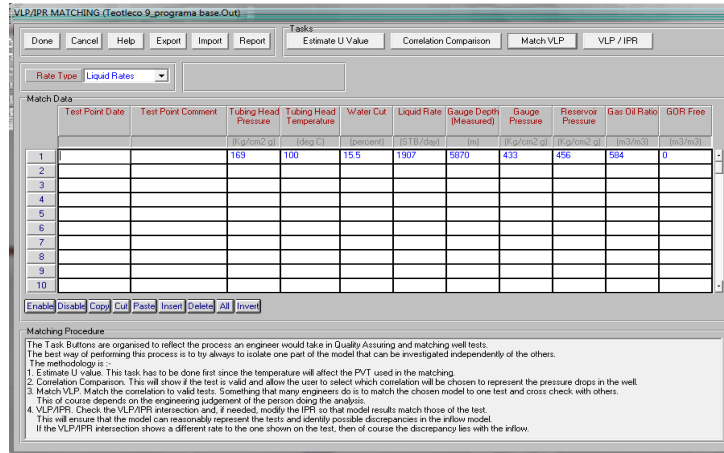 VLP/IPR MATCHING (Teotleco 9_programa base.Out)
Tasks
Done Cancel Help Export Import Report Estimate U Value Correlation Comparison Match VLP VLP / IPR
Rate Type Liquid Rates
Match Data
Test Point Date Test Point Comment Tubing Head Pressure Tubing Head Temperature Water Cut Liquid Rate Gauge Depth (Measured) Gauge Pressure Reservoir Pressure Gas Oil Ratio GOR Free
(Kg/cm2 g) (deg C) (percent) (STB/day) (m) (Kg/cm2 g) (Kg/cm2 g) (m3/m3) (m3/m3)
1 169 100 15.5 1907 5870 433 456 584 0
2
3
4
5
6
7
8
9
10
Enable Disable Copy Cut Paste Insert Delete All Invert
Matching Procedure
The Task Buttons are organised to reflect the process an engineer would take in Quality Assuring and matching well tests.
The best way of performing this process is to try always to isolate one part of the model that can be investigated independently of the others.
The methodology is :-
1. Estimate U value. This task has to be done first since the temperature will affect the PVT used in the matching.
2. Correlation Comparison. This will show if the test is valid and allow the user to select which correlation will be chosen to represent the pressure drops in the well.
3. Match VLP. Match the correlation to valid tests. Something that many engineers do is to match the chosen model to one test and cross check with others.
This of course depends on the engineering judgement of the person doing the analysis.
4. VLP/IPR. Check the VLP/IPR intersection and, if needed, modify the IPR so that model results match those of the test.
This will ensure that the model can reasonably represent the tests and identify possible discrepancies in the inflow model.
If the VLP/IPR intersection shows a different rate to the one shown on the test, then of course the discrepancy lies with the inflow.